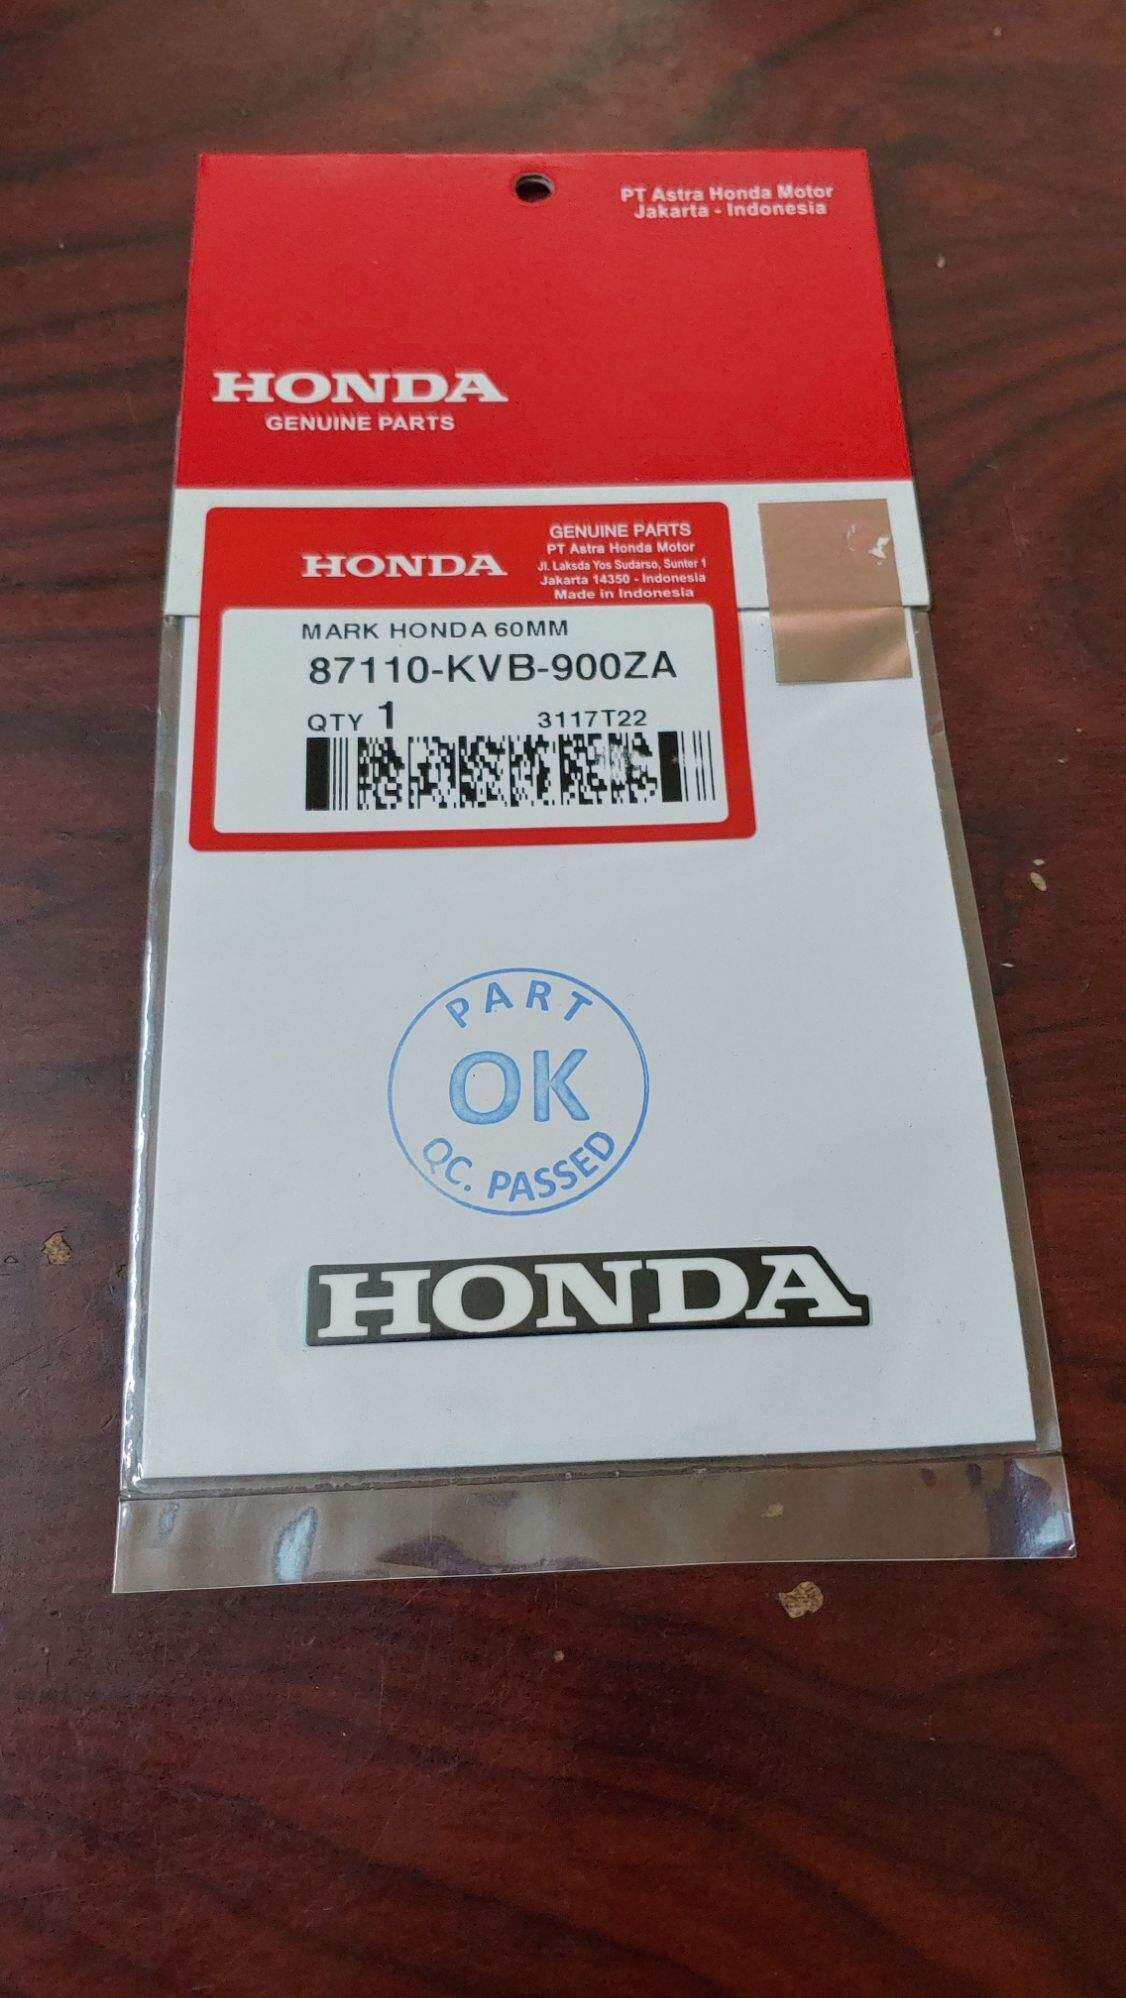 PT Astra Honda Motor
Jakarta - Indonesia
HONDA
GENUINE PARTS
HONDA
GENUINE PARTS
PT Astra Honda Motor
Jl. Laksda Yos Sudarso, Sunter 1
Jakarta 14350 - Indonesia
Made in Indonesia
MARK HONDA 60MM
87110-KVB-900ZA
QTY 1 3117T22
PART
OK
QC. PASSED
HONDA